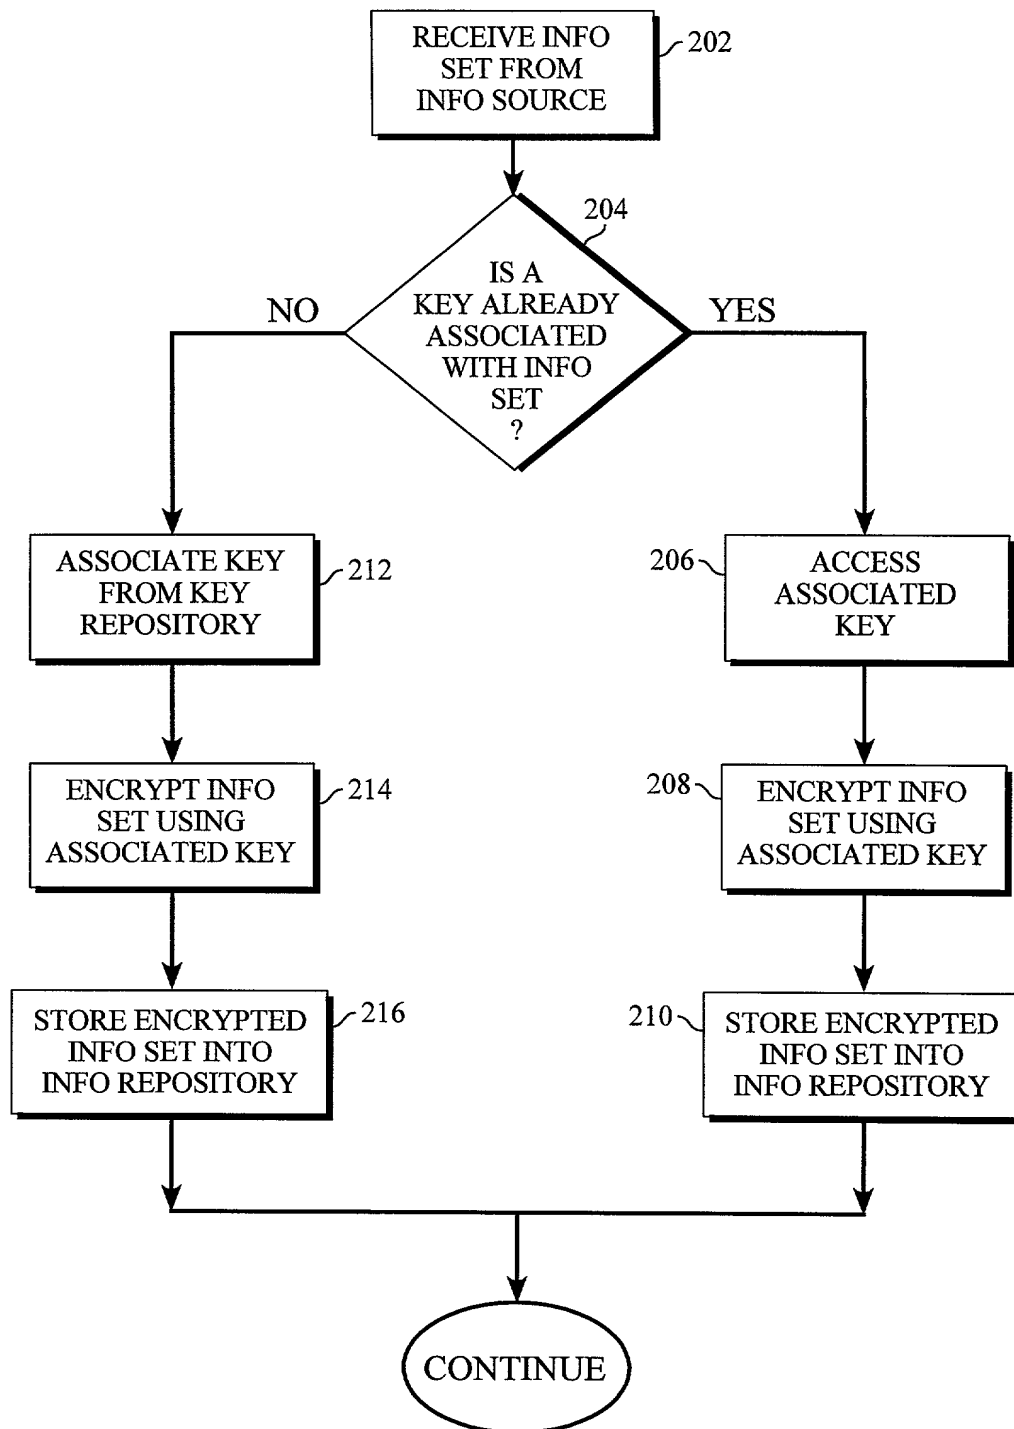 RECEIVE INFO
SET FROM
INFO SOURCE
202
204
IS A
KEY ALREADY
ASSOCIATED
WITH INFO
SET
?
NO
YES
ASSOCIATE KEY
FROM KEY
REPOSITORY
212
206
ACCESS
ASSOCIATED
KEY
ENCRYPT INFO
SET USING
ASSOCIATED KEY
214
208
ENCRYPT INFO
SET USING
ASSOCIATED KEY
STORE ENCRYPTED
INFO SET INTO
INFO REPOSITORY
216
210
STORE ENCRYPTED
INFO SET INTO
INFO REPOSITORY
CONTINUE